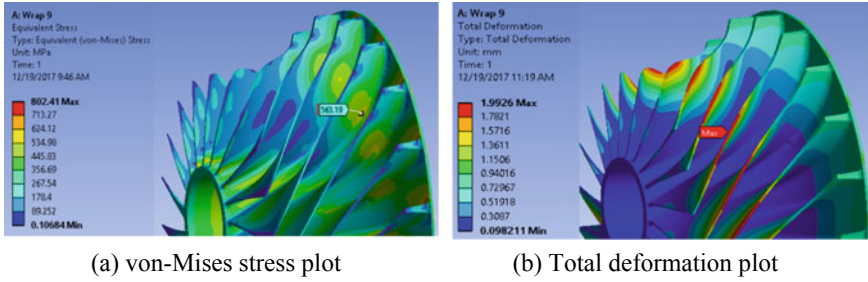 A: Wrap 9
Equivalent Stress
Type: Equivalent (von-Mises) Stress
Unit: MPa
Time: 1
12/19/2017 9:46 AM
802.41 Max
713.27
624.12
534.98
445.83
356.69
267.54
178.4
89.252
0.10684 Min
563.19
(a) von-Mises stress plot
A: Wrap 9
Total Deformation
Type: Total Deformation
Unit: mm
Time: 1
12/19/2017 11:19 AM
1.9926 Max
1.7821
1.5716
1.3611
1.1506
0.94016
0.72967
0.51918
0.3087
0.098211 Min
Max
(b) Total deformation plot